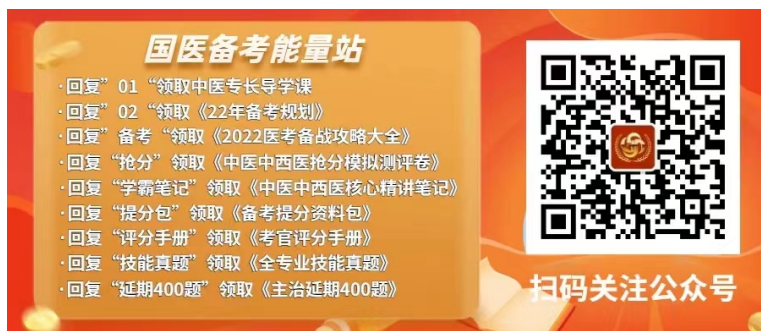 国医备考能量站
·回复”01“领取中医专长导学课
·回复”02“领取《22年备考规划》
·回复”备考“领取《2022医考备战攻略大全》
·回复“抢分”领取《中医中西医抢分模拟测评卷》
·回复“学霸笔记”领取《中医中西医核心精讲笔记》
·回复“提分包”领取《备考提分资料包》
·回复“评分手册”领取《考官评分手册》
·回复“技能真题”领取《全专业技能真题》
·回复“延期400题”领取《主治延期400题》
扫码关注公众号